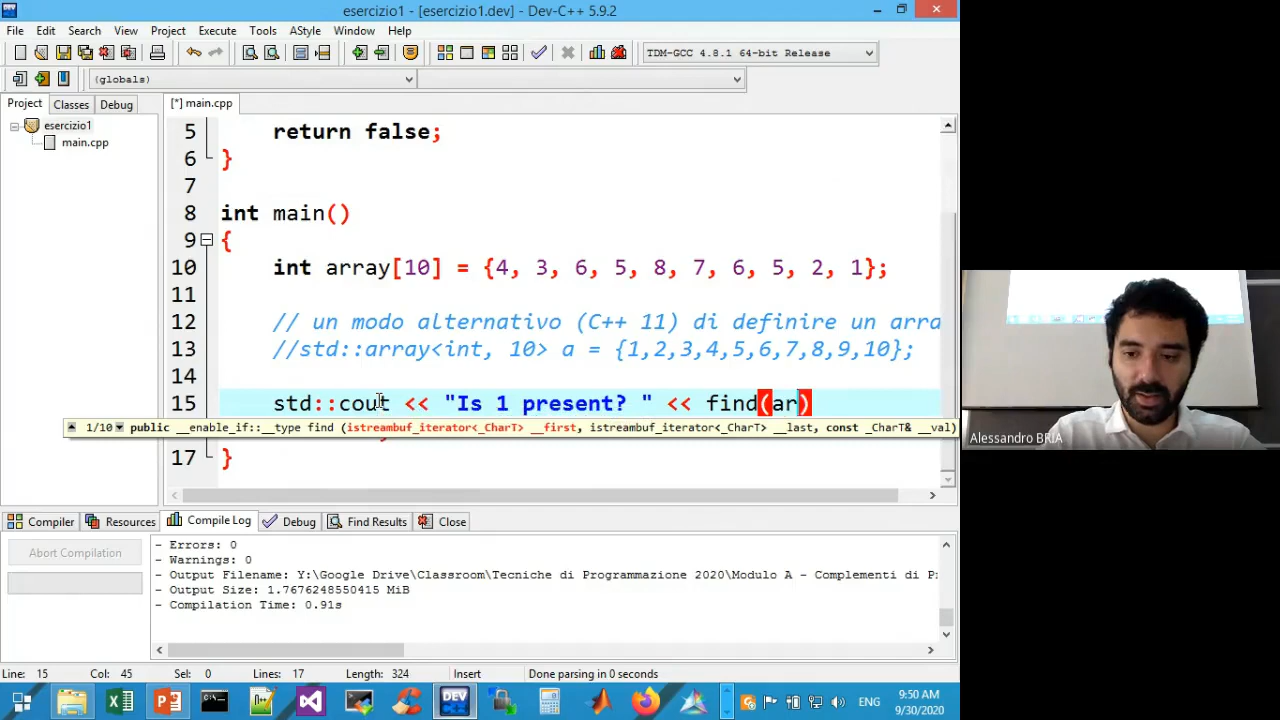 esercizio1 - [esercizio1.dev] - Dev-C++ 5.9.2
File Edit Search View Project Execute Tools AStyle Window Help
TDM-GCC 4.8.1 64-bit Release
(globals)
Project Classes Debug
[*] main.cpp
esercizio1
main.cpp
5 return false;
6 }
7
8 int main()
9 {
10 int array[10] = {4, 3, 6, 5, 8, 7, 6, 5, 2, 1};
11
12 // un modo alternativo (C++ 11) di definire un arra
13 //std::array<int, 10> a = {1,2,3,4,5,6,7,8,9,10};
14
15 std::cout << "Is 1 present? " << find(ar)
1/10 public __enable_if::__type find (istreambuf_iterator<_CharT> __first, istreambuf_iterator<_CharT> __last, const _CharT& __val)
17 }
Alessandro BRIA
Compiler Resources Compile Log Debug Find Results Close
Abort Compilation
- Errors: 0
- Warnings: 0
- Output Filename: Y:\Google Drive\Classroom\Tecniche di Programmazione 2020\Modulo A - Complementi di P
- Output Size: 1.7676248550415 MiB
- Compilation Time: 0.91s
Line: 15 Col: 45 Sel: 0 Lines: 17 Length: 324 Insert Done parsing in 0 seconds
DEV
ENG
9:50 AM
9/30/2020